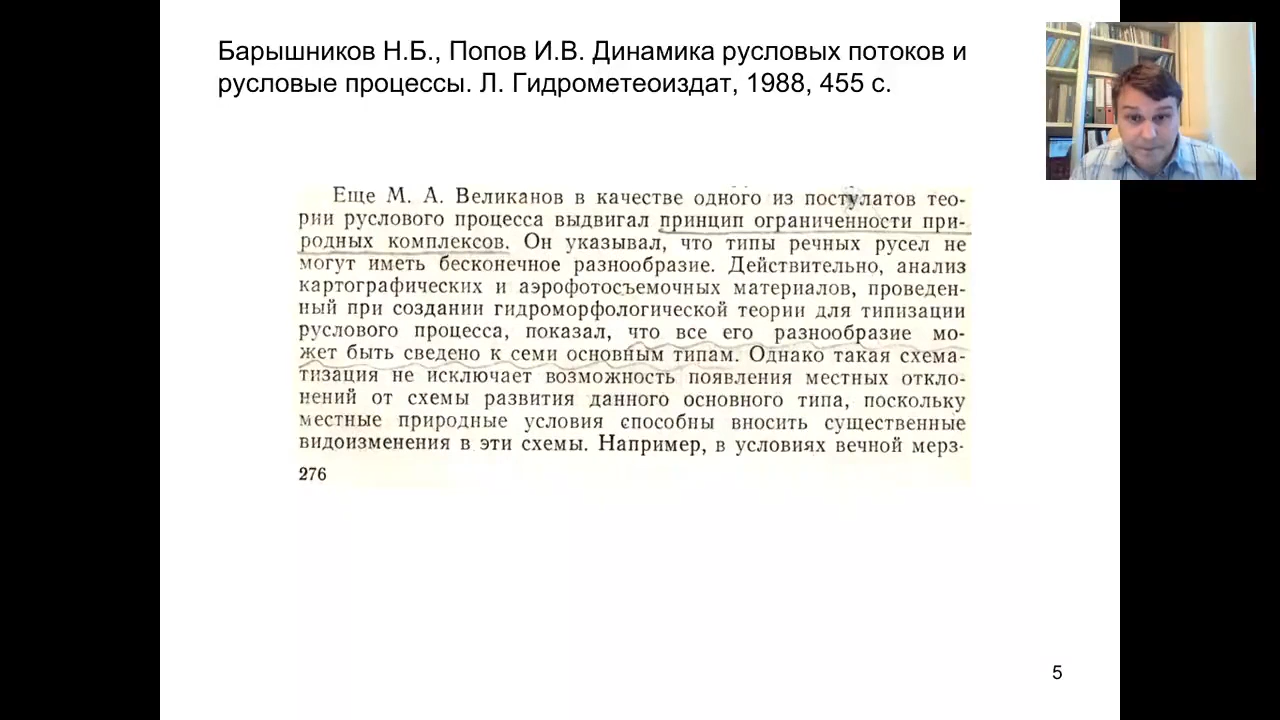 Барышников Н.Б., Попов И.В. Динамика русловых потоков и
русловые процессы. Л. Гидрометеоиздат, 1988, 455 с.
Еще М. А. Великанов в качестве одного из постулатов тео-
рии руслового процесса выдвигал принцип ограниченности при-
родных комплексов. Он указывал, что типы речных русел не
могут иметь бесконечное разнообразие. Действительно, анализ
картографических и аэрофотосъемочных материалов, проведен-
ный при создании гидроморфологической теории для типизации
руслового процесса, показал, что все его разнообразие мо-
жет быть сведено к семи основным типам. Однако такая схема-
тизация не исключает возможность появления местных откло-
нений от схемы развития данного основного типа, поскольку
местные природные условия способны вносить существенные
видоизменения в эти схемы. Например, в условиях вечной мерз-
276
5